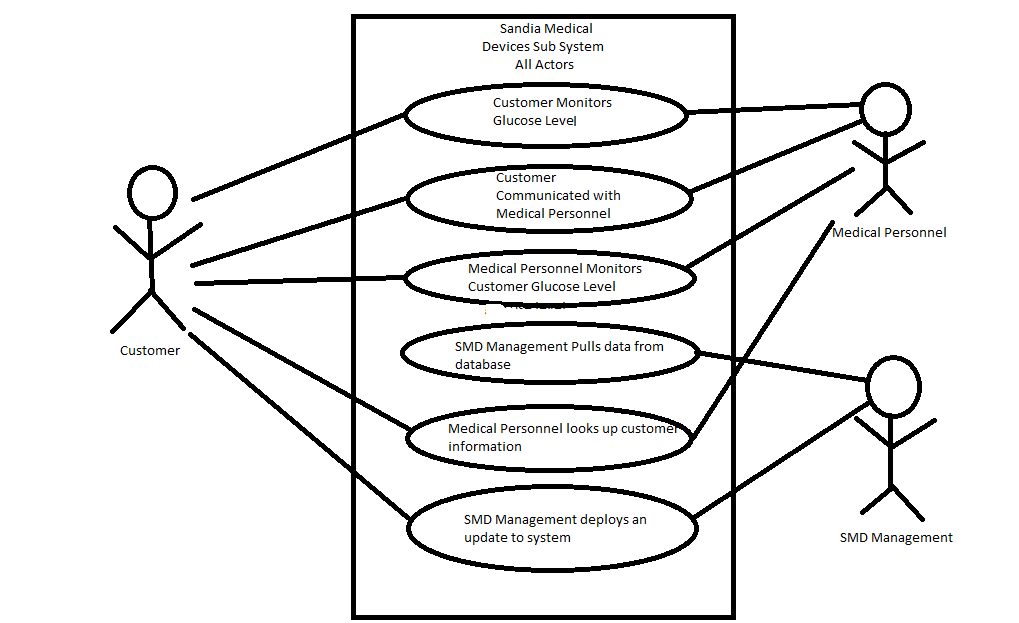 Sandia Medical
Devices Sub System
All Actors
Customer Monitors
Glucose Level
Customer
Communicated with
Medical Personnel
Medical Personnel Monitors
Customer Glucose Level
SMD Management Pulls data from
database
Medical Personnel looks up customer
information
SMD Management deploys an
update to system
Customer
Medical Personnel
SMD Management